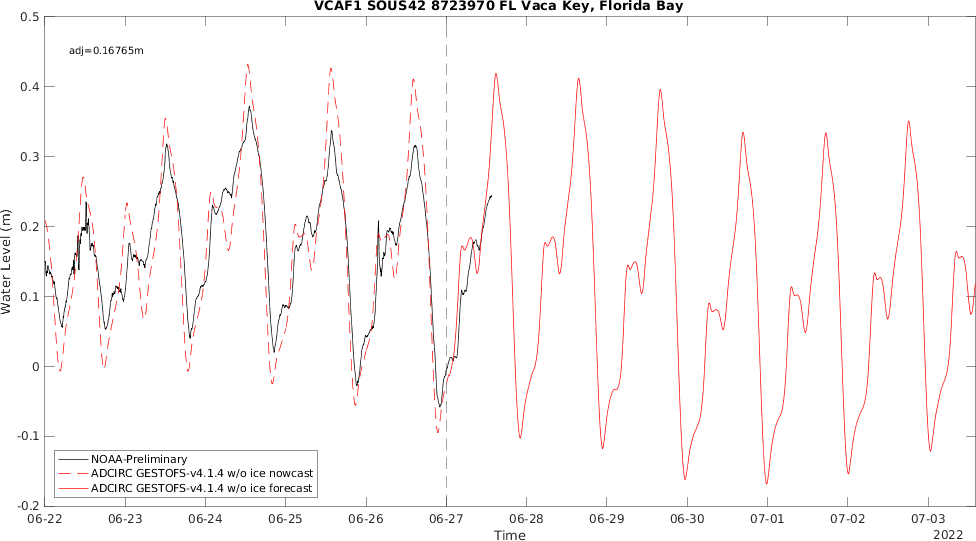 VCAF1 SOUS42 8723970 FL Vaca Key, Florida Bay
adj=0.16765m
Water Level (m)
0.5
0.4
0.3
0.2
0.1
0
-0.1
-0.2
NOAA-Preliminary
ADCIRC GESTOFS-v4.1.4 w/o ice nowcast
ADCIRC GESTOFS-v4.1.4 w/o ice forecast
06-22 06-23 06-24 06-25 06-26 06-27 06-28 06-29 06-30 07-01 07-02 07-03
Time
2022